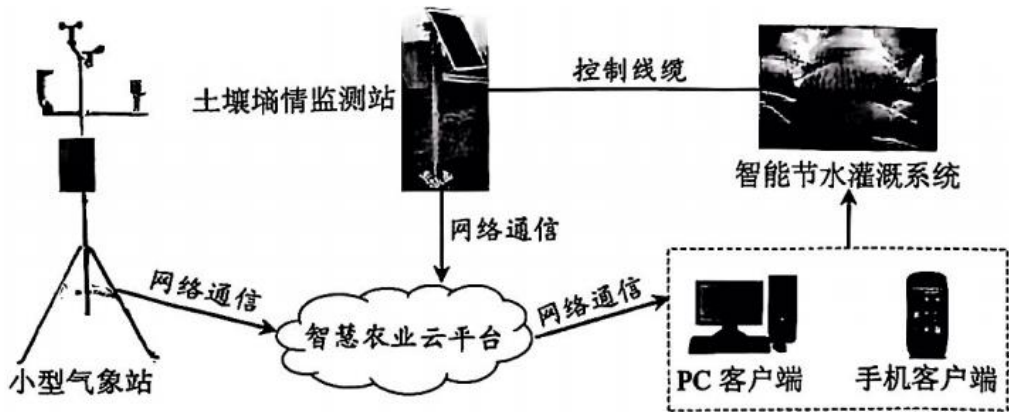 土壤墒情监测站
控制线缆
智能节水灌溉系统
网络通信
网络通信
网络通信
智慧农业云平台
小型气象站
PC 客户端
手机客户端